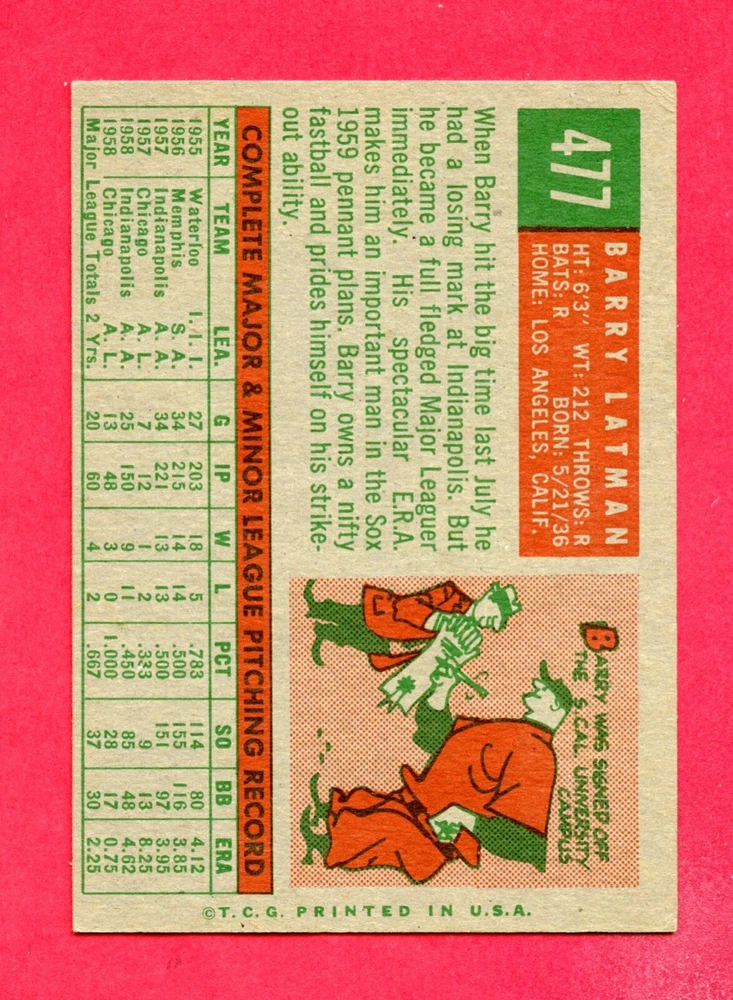 477
BARRY LATMAN
HT: 6'3" WT: 212 THROWS: R
BATS: R BORN: 5/21/36
HOME: LOS ANGELES, CALIF.
When Barry hit the big time last July he
had a losing mark at Indianapolis. But
he became a full fledged Major Leaguer
immediately. His spectacular E.R.A.
makes him an important man in the Sox
1959 pennant plans. Barry owns a nifty
fastball and prides himself on his strike-
out ability.
BARRY WAS SIGNED OFF
THE S. CAL UNIVERSITY
CAMPUS
COMPLETE MAJOR & MINOR LEAGUE PITCHING RECORD
YEAR TEAM LEA. G IP W L PCT SO BB ERA
1955 Waterloo I. I. I. 27 203 18 5 .783 114 80 4.12
1956 Memphis S. A. 34 215 14 14 .500 155 116 3.85
1957 Indianapolis A. A. 34 221 13 13 .500 151 97 3.95
1957 Chicago A. L. 7 12 1 2 .333 9 13 8.25
1958 Indianapolis A. A. 25 150 9 11 .450 85 48 4.62
1958 Chicago A. L. 13 48 3 0 1.000 28 17 0.75
Major League Totals 2 Yrs. 20 60 4 2 .667 37 30 2.25
©T.C.G. PRINTED IN U.S.A.